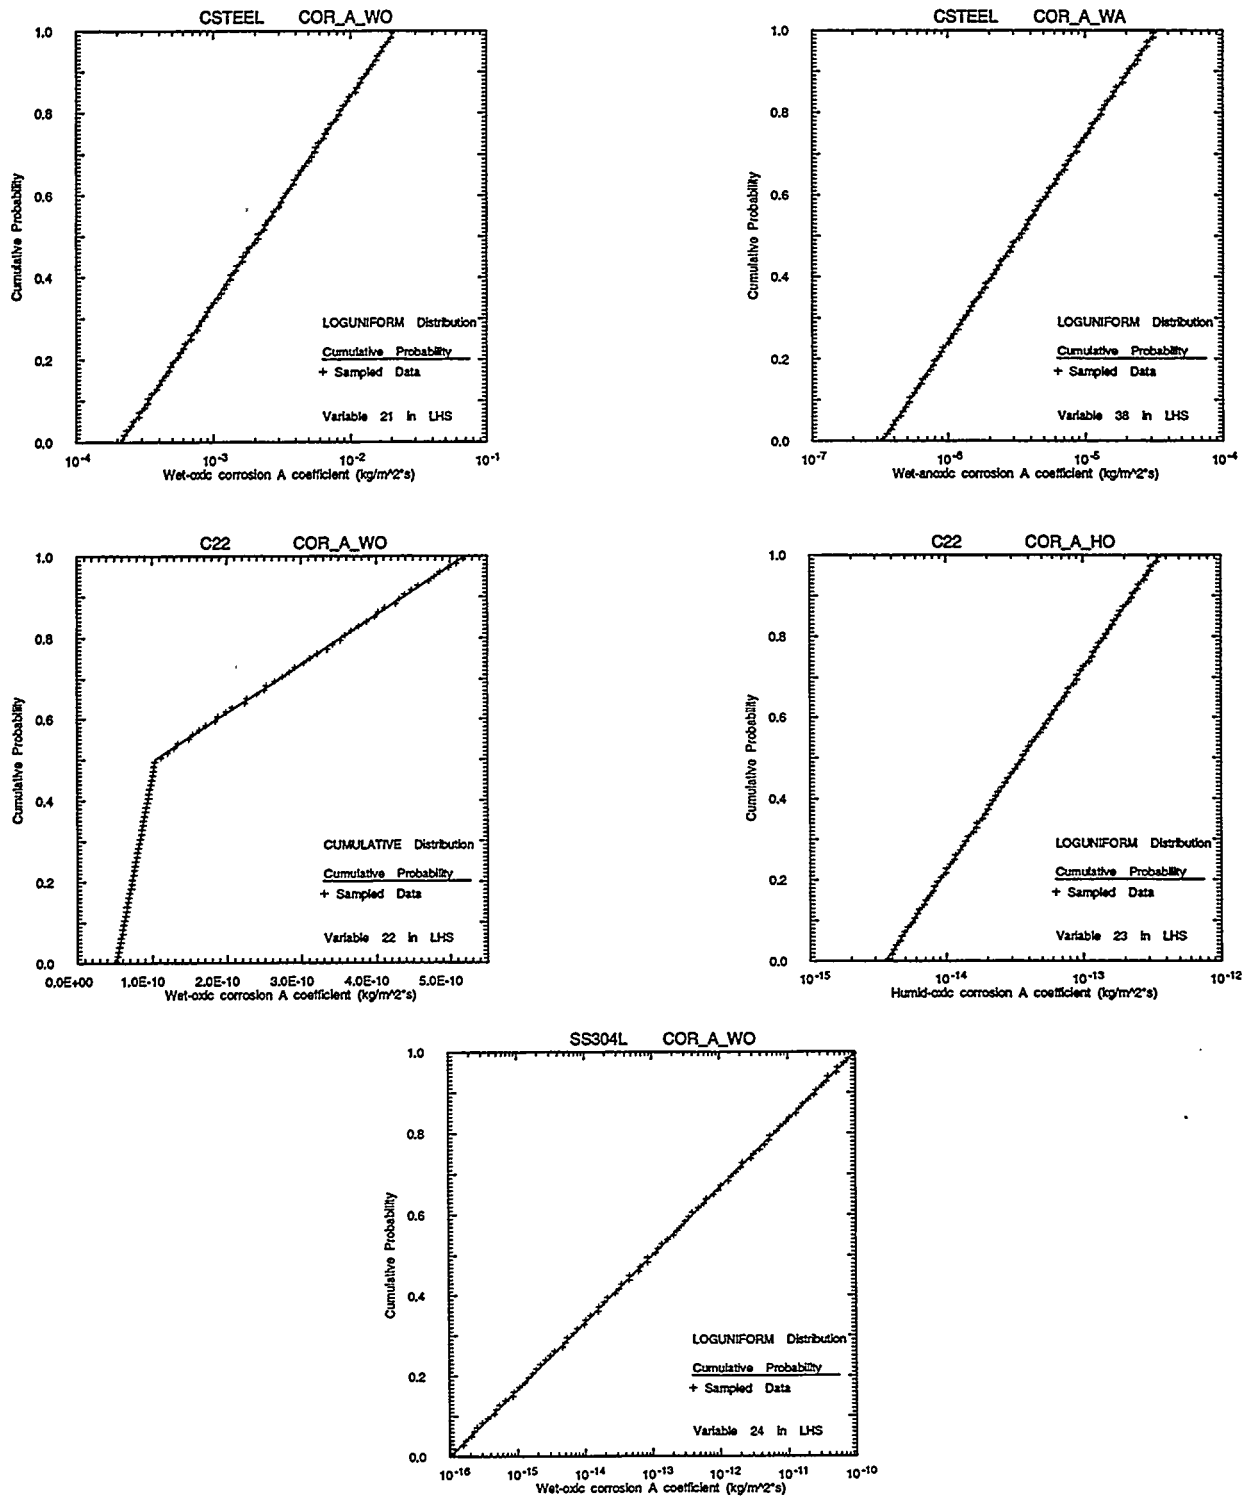 CSTEEL COR_A_WO
1.0
0.8
0.6
0.4
0.2
0.0
Cumulative Probability
LOGUNIFORM Distribution
Cumulative Probability
+ Sampled Data
Variable 21 in LHS
10^-4 10^-3 10^-2 10^-1
Wet-oxic corrosion A coefficient (kg/m^2*s)
CSTEEL COR_A_WA
1.0
0.8
0.6
0.4
0.2
0.0
Cumulative Probability
LOGUNIFORM Distribution
Cumulative Probability
+ Sampled Data
Variable 38 in LHS
10^-7 10^-6 10^-5 10^-4
Wet-anoxic corrosion A coefficient (kg/m^2*s)
C22 COR_A_WO
1.0
0.8
0.6
0.4
0.2
0.0
Cumulative Probability
CUMULATIVE Distribution
Cumulative Probability
+ Sampled Data
Variable 22 in LHS
0.0E+00 1.0E-10 2.0E-10 3.0E-10 4.0E-10 5.0E-10
Wet-oxic corrosion A coefficient (kg/m^2*s)
C22 COR_A_HO
1.0
0.8
0.6
0.4
0.2
0.0
Cumulative Probability
LOGUNIFORM Distribution
Cumulative Probability
+ Sampled Data
Variable 23 in LHS
10^-15 10^-14 10^-13 10^-12
Humid-oxic corrosion A coefficient (kg/m^2*s)
SS304L COR_A_WO
1.0
0.8
0.6
0.4
0.2
0.0
Cumulative Probability
LOGUNIFORM Distribution
Cumulative Probability
+ Sampled Data
Variable 24 in LHS
10^-16 10^-15 10^-14 10^-13 10^-12 10^-11 10^-10
Wet-oxic corrosion A coefficient (kg/m^2*s)